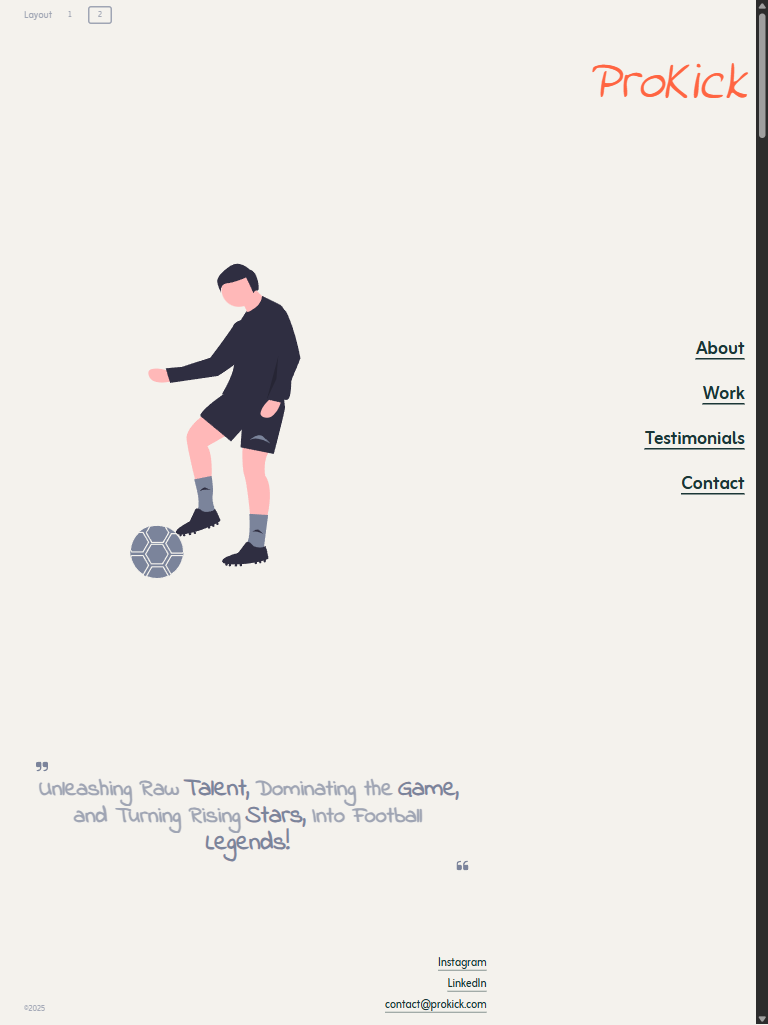 Layout 1 2
ProKick
About
Work
Testimonials
Contact
” Unleashing Raw Talent, Dominating the Game,
and Turning Rising Stars, Into Football
Legends! “
Instagram
LinkedIn
contact@prokick.com
©2025